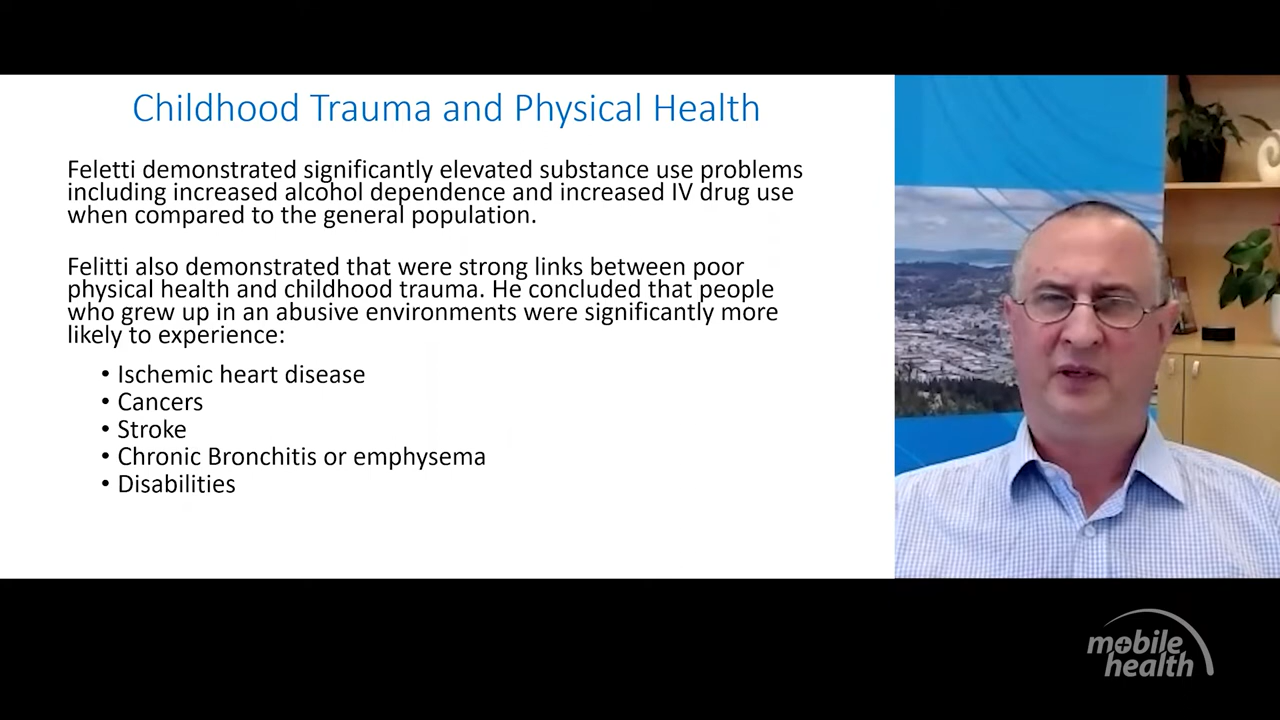 Childhood Trauma and Physical Health
Feletti demonstrated significantly elevated substance use problems
including increased alcohol dependence and increased IV drug use
when compared to the general population.
Felitti also demonstrated that were strong links between poor
physical health and childhood trauma. He concluded that people
who grew up in an abusive environments were significantly more
likely to experience:
• Ischemic heart disease
• Cancers
• Stroke
• Chronic Bronchitis or emphysema
• Disabilities
mobile
health